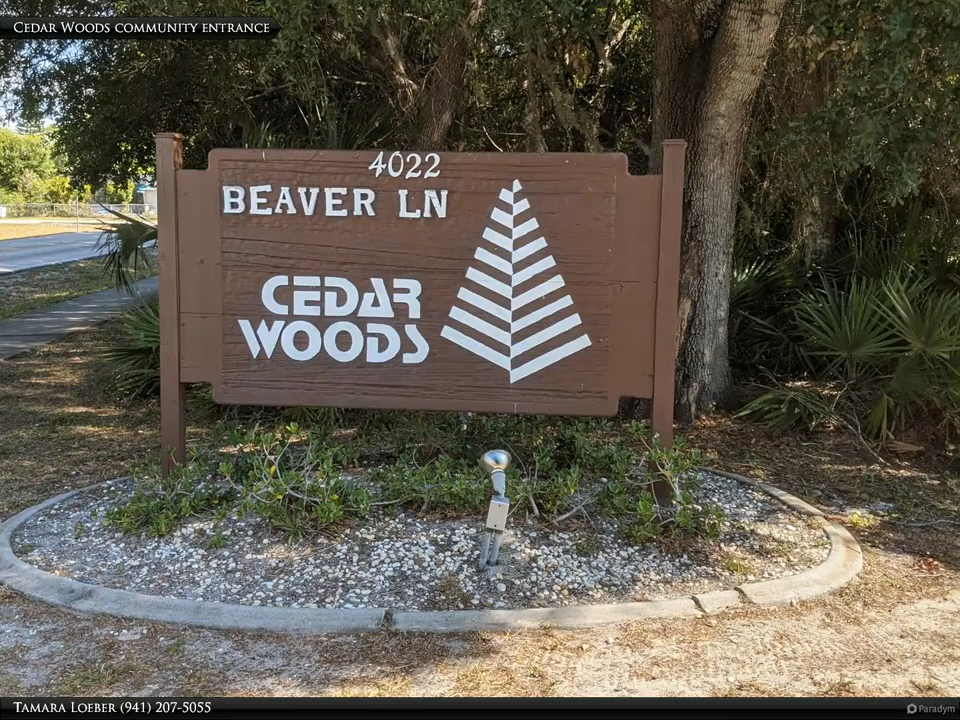 Cedar Woods community entrance
4022
BEAVER LN
CEDAR
WOODS
Tamara Loeber (941) 207-5055
Paradym